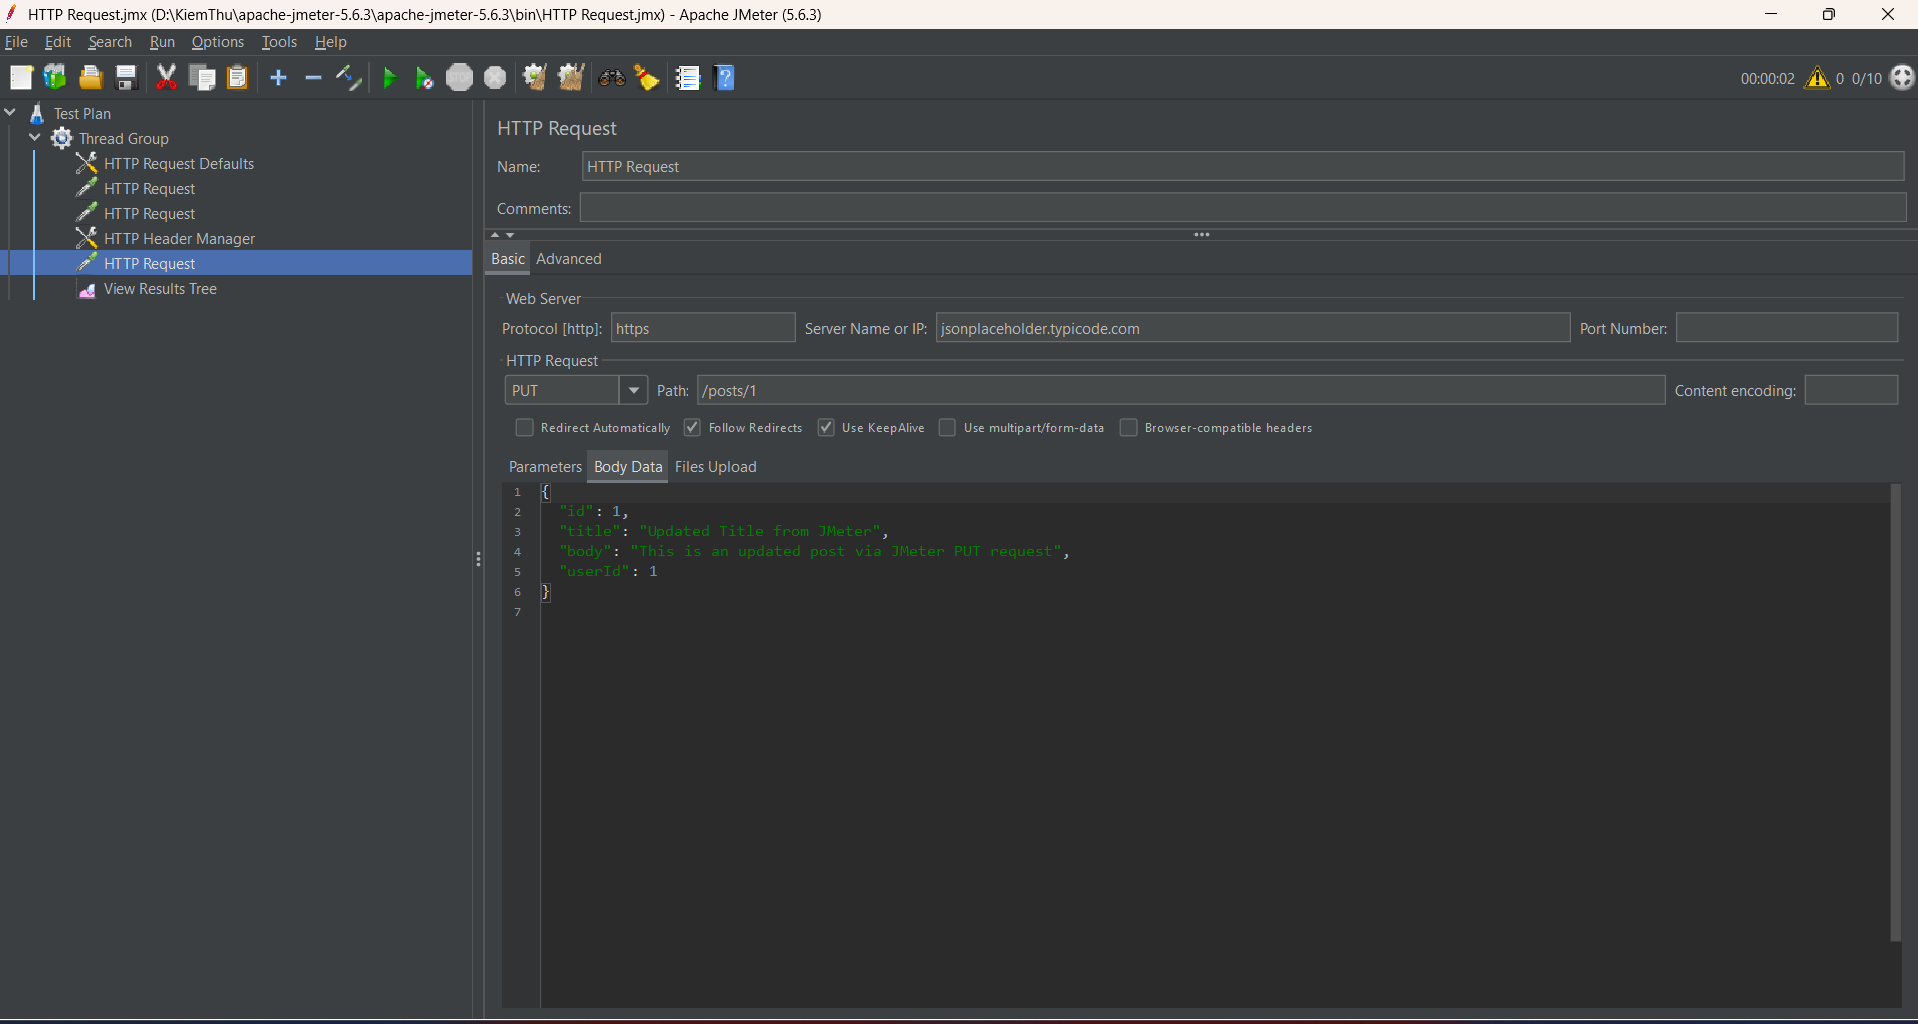 HTTP Request.jmx (D:\KiemThu\apache-jmeter-5.6.3\apache-jmeter-5.6.3\bin\HTTP Request.jmx) - Apache JMeter (5.6.3)
File Edit Search Run Options Tools Help
STOP ? 00:00:02 0 0/10
Test Plan
Thread Group
HTTP Request Defaults
HTTP Request
HTTP Request
HTTP Header Manager
HTTP Request
View Results Tree
HTTP Request
Name: HTTP Request
Comments:
Basic Advanced
Web Server
Protocol [http]: https Server Name or IP: jsonplaceholder.typicode.com Port Number:
HTTP Request
PUT Path: /posts/1 Content encoding:
Redirect Automatically Follow Redirects Use KeepAlive Use multipart/form-data Browser-compatible headers
Parameters Body Data Files Upload
1 {
2 "id": 1,
3 "title": "Updated Title from JMeter",
4 "body": "This is an updated post via JMeter PUT request",
5 "userId": 1
6 }
7